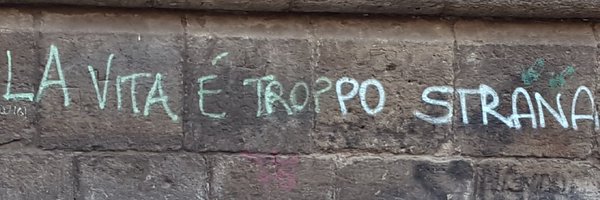 LA VITA É TROPPO STRANA